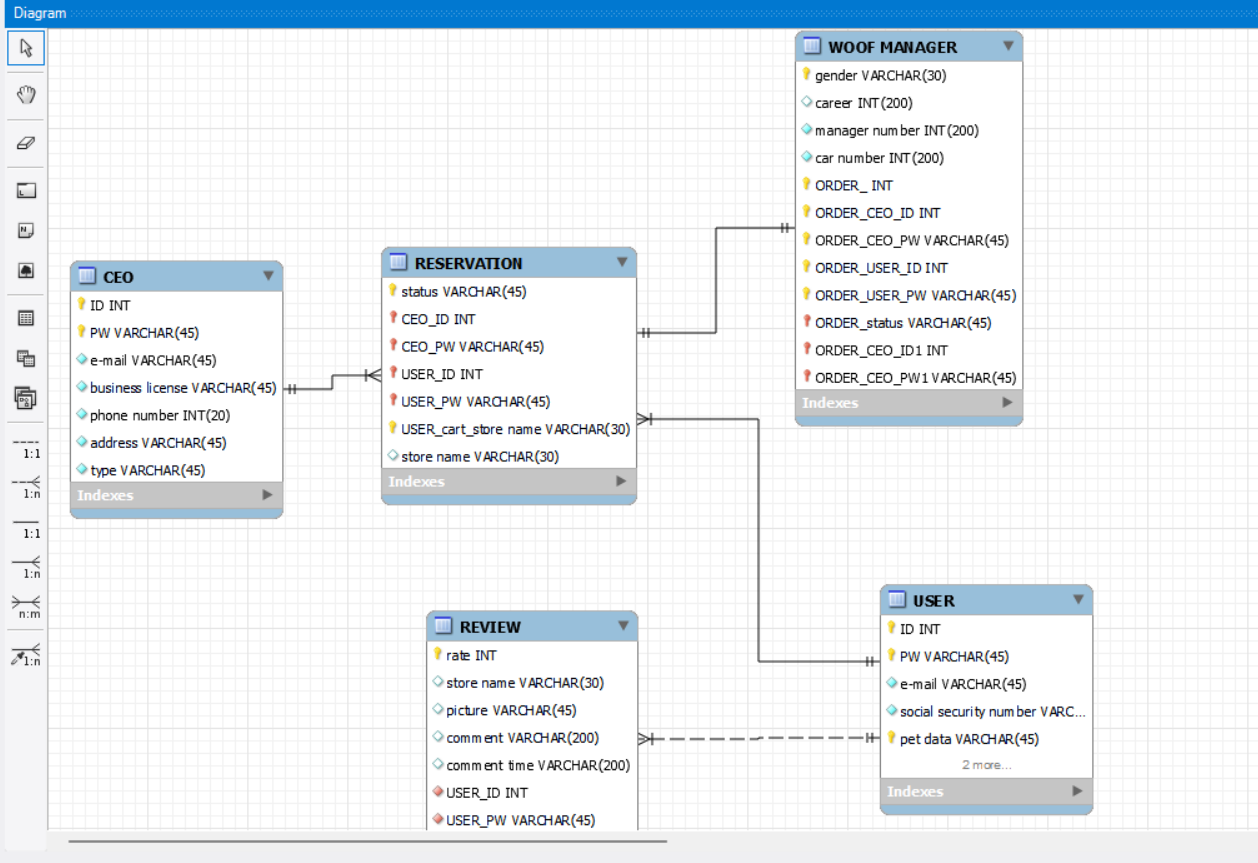 Diagram
WOOF MANAGER
gender VARCHAR(30)
career INT(200)
manager number INT(200)
car number INT(200)
ORDER_ INT
ORDER_CEO_ID INT
ORDER_CEO_PW VARCHAR(45)
ORDER_USER_ID INT
ORDER_USER_PW VARCHAR(45)
ORDER_status VARCHAR(45)
ORDER_CEO_ID1 INT
ORDER_CEO_PW1 VARCHAR(45)
Indexes
CEO
ID INT
PW VARCHAR(45)
e-mail VARCHAR(45)
business license VARCHAR(45)
phone number INT(20)
address VARCHAR(45)
type VARCHAR(45)
Indexes
RESERVATION
status VARCHAR(45)
CEO_ID INT
CEO_PW VARCHAR(45)
USER_ID INT
USER_PW VARCHAR(45)
USER_cart_store name VARCHAR(30)
store name VARCHAR(30)
Indexes
REVIEW
rate INT
store name VARCHAR(30)
picture VARCHAR(45)
comment VARCHAR(200)
comment time VARCHAR(200)
USER_ID INT
USER_PW VARCHAR(45)
USER
ID INT
PW VARCHAR(45)
e-mail VARCHAR(45)
social security number VARC...
pet data VARCHAR(45)
2 more...
Indexes
1:1
1:n
1:1
1:n
n:m
1:n